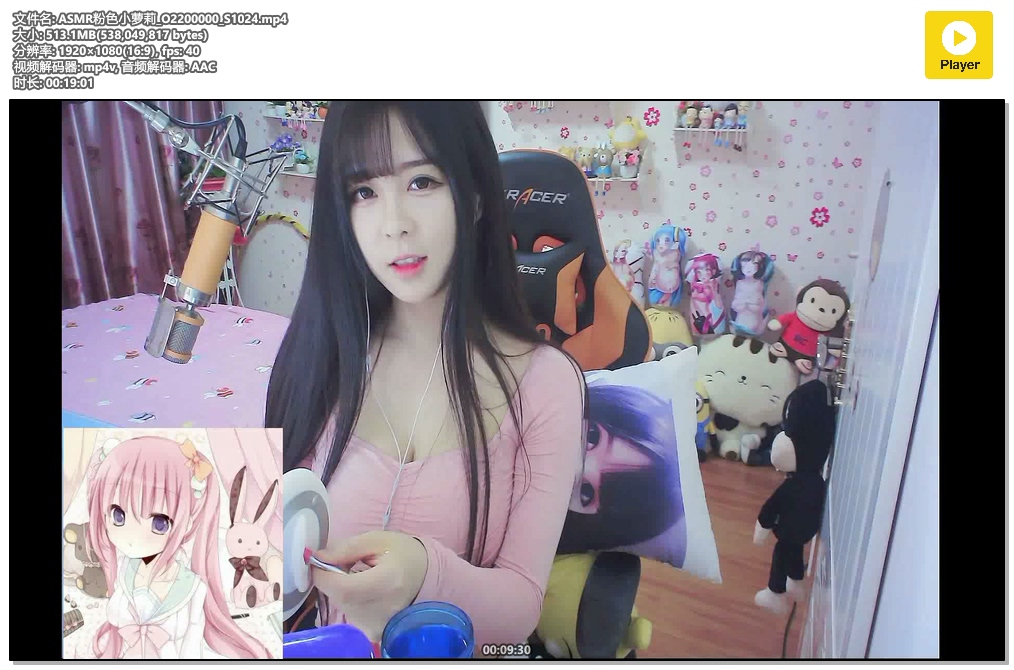 文件名: ASMR粉色小萝莉_O2200000_S1024.mp4
大小: 513.1MB(538,049,817 bytes)
分辨率: 1920×1080(16:9), fps: 40
视频解码器: mp4v, 音频解码器: AAC
时长: 00:19:01
Player
RACER
ACER
00:09:30